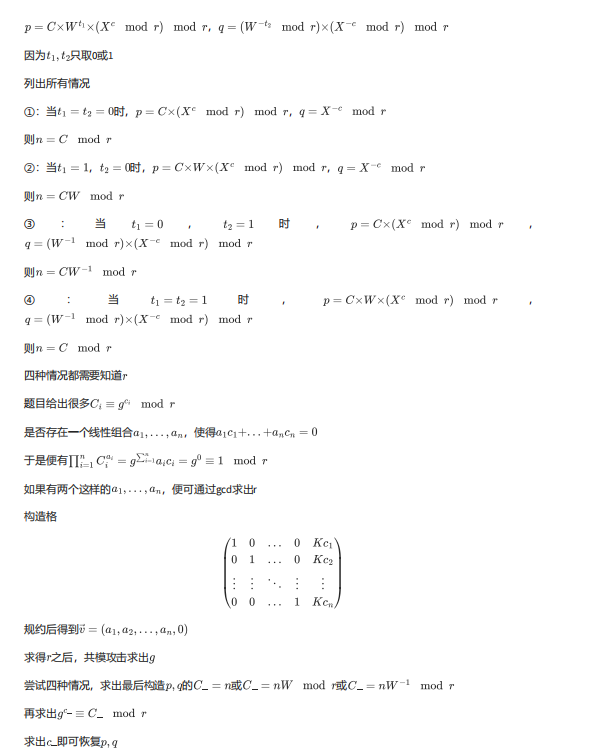 $p = C \times W^{t_1} \times (X^c \mod r) \mod r$, $q = (W^{-t_2} \mod r) \times (X^{-c} \mod r) \mod r$
因为$t_1, t_2$只取0或1
列出所有情况
①：当$t_1 = t_2 = 0$时，$p = C \times (X^c \mod r) \mod r$，$q = X^{-c} \mod r$
则$n = C \mod r$
②：当$t_1 = 1$，$t_2 = 0$时，$p = C \times W \times (X^c \mod r) \mod r$，$q = X^{-c} \mod r$
则$n = CW \mod r$
③ ： 当 $t_1 = 0$ ， $t_2 = 1$ 时 ， $p = C \times (X^c \mod r) \mod r$ ，
$q = (W^{-1} \mod r) \times (X^{-c} \mod r) \mod r$
则$n = CW^{-1} \mod r$
④ ： 当 $t_1 = t_2 = 1$ 时 ， $p = C \times W \times (X^c \mod r) \mod r$ ，
$q = (W^{-1} \mod r) \times (X^{-c} \mod r) \mod r$
则$n = C \mod r$
四种情况都需要知道$r$
题目给出很多$C_i \equiv g^{c_i} \mod r$
是否存在一个线性组合$a_1, \ldots, a_n$，使得$a_1 c_1 + \ldots + a_n c_n = 0$
于是便有$\prod_{i=1}^{n} C_i^{a_i} = g^{\sum_{i=1}^{n}} a_i c_i = g^0 \equiv 1 \mod r$
如果有两个这样的$a_1, \ldots, a_n$，便可通过gcd求出r
构造格
$\begin{pmatrix} 1 & 0 & \ldots & 0 & Kc_1 \\ 0 & 1 & \ldots & 0 & Kc_2 \\ \vdots & \vdots & \ddots & \vdots & \vdots \\ 0 & 0 & \ldots & 1 & Kc_n \end{pmatrix}$
规约后得到$\vec{v} = (a_1, a_2, \ldots, a_n, 0)$
求得$r$之后，共模攻击求出$g$
尝试四种情况，求出最后构造$p, q$的$C\_ = n$或$C\_ = nW \mod r$或$C\_ = nW^{-1} \mod r$
再求出$g^{c\_} \equiv C\_ \mod r$
求出$c\_$即可恢复$p, q$